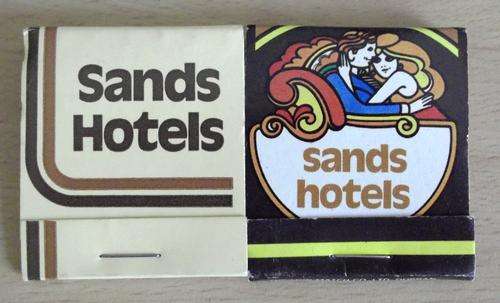 Sands
Hotels
sands
hotels